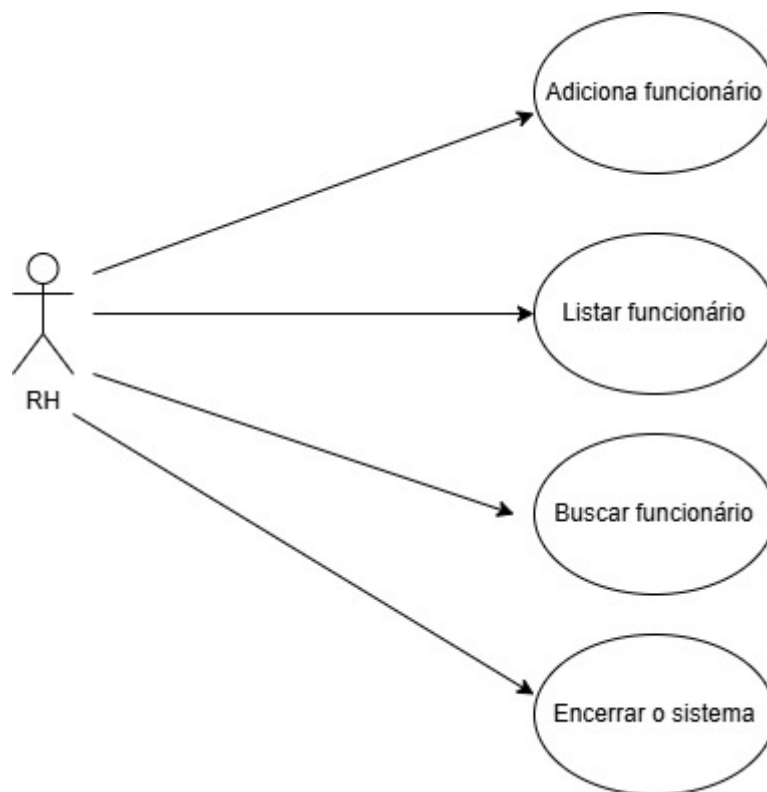 Adiciona funcionário
Listar funcionário
RH
Buscar funcionário
Encerrar o sistema